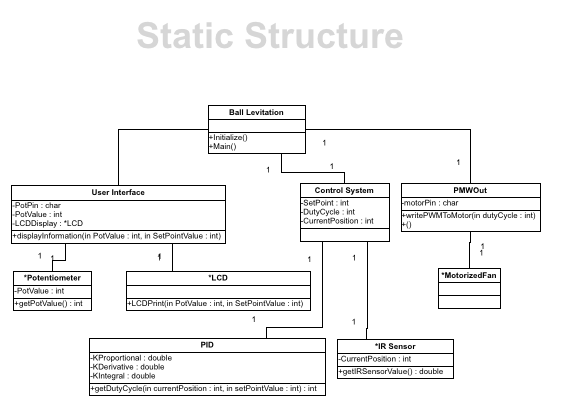 Static Structure
Ball Levitation
+Initialize()
+Main()
1
1
1
1
User Interface
-PotPin : char
-PotValue : int
-LCDDisplay : *LCD
+displayInformation(in PotValue : int, in SetPointValue : int)
Control System
-SetPoint : int
-DutyCycle : int
-CurrentPosition : int
PMWOut
-motorPin : char
+writePWMToMotor(in dutyCycle : int)
+()
1
1
1
1
1
1
1
*Potentiometer
-PotValue : int
+getPotValue() : int
*LCD
+LCDPrint(in PotValue : int, in SetPointValue : int)
*MotorizedFan
1
1
PID
-KProportional : double
-KDerivative : double
-KIntegral : double
+getDutyCycle(in currentPosition : int, in setPointValue : int) : int
*IR Sensor
-CurrentPosition : int
+getIRSensorValue() : double